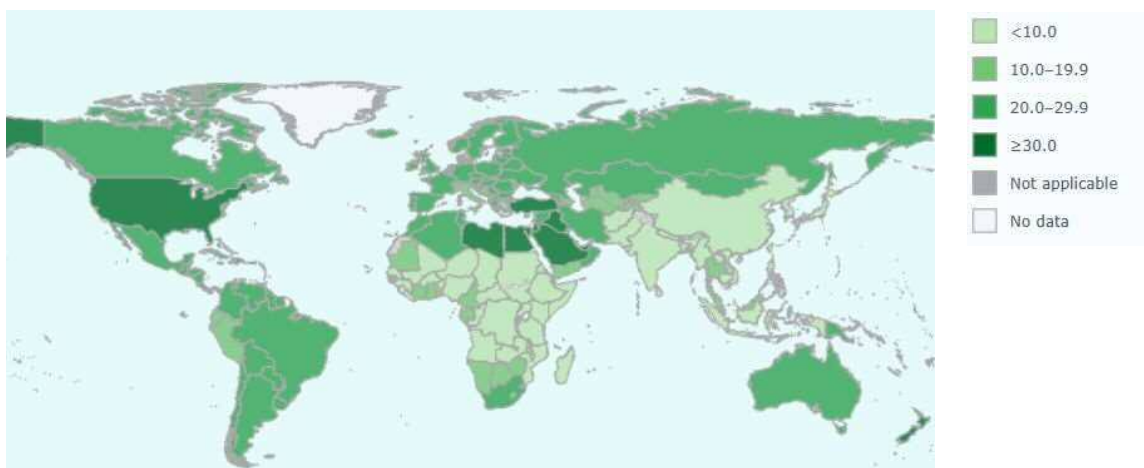 <10.0
10.0–19.9
20.0–29.9
≥30.0
Not applicable
No data